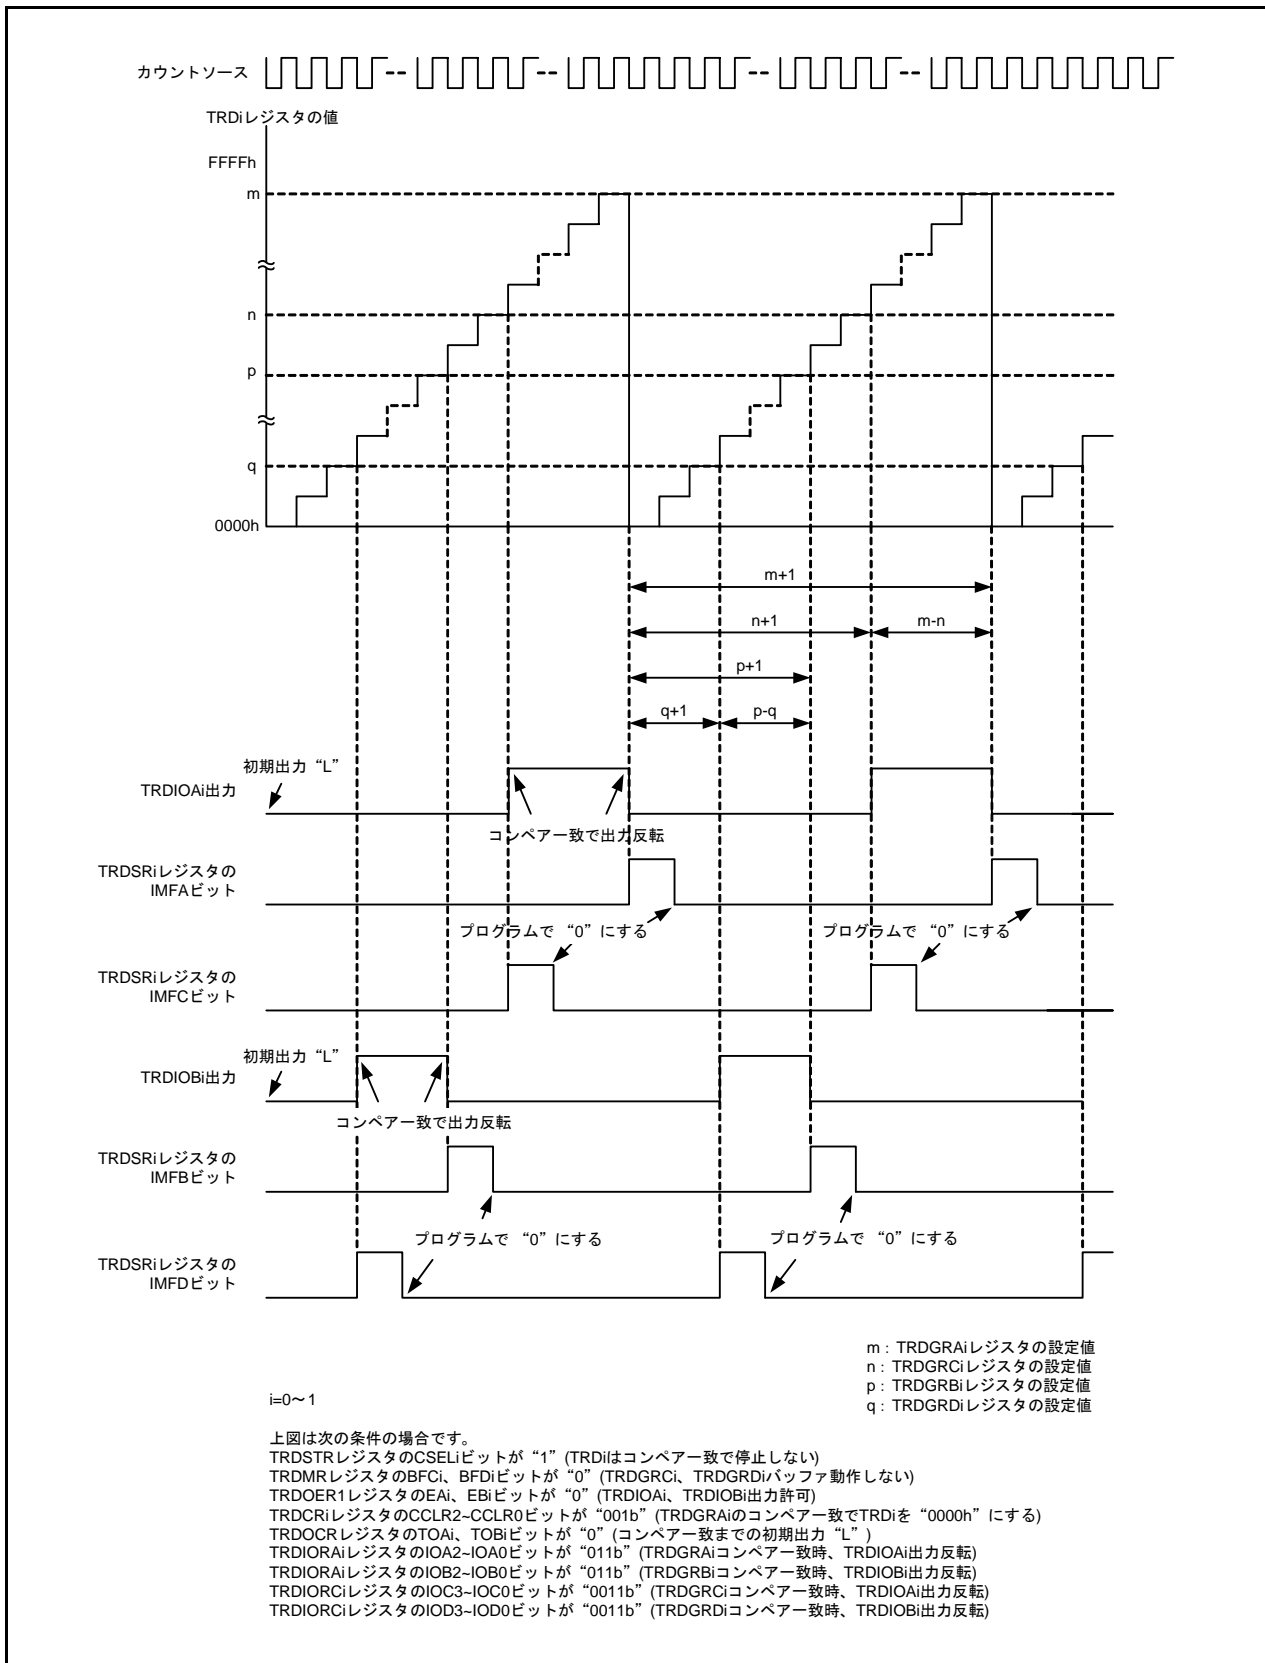 カウントソース
TRDiレジスタの値
FFFFh
m
n
p
q
0000h
m+1
n+1
m-n
p+1
q+1
p-q
初期出力 “L”
TRDIOAi出力
コンペア一致で出力反転
TRDSRiレジスタの
IMFAビット
プログラムで “0” にする
プログラムで “0” にする
TRDSRiレジスタの
IMFCビット
初期出力 “L”
TRDIOBi出力
コンペア一致で出力反転
TRDSRiレジスタの
IMFBビット
プログラムで “0” にする
プログラムで “0” にする
TRDSRiレジスタの
IMFDビット
m : TRDGRAiレジスタの設定値
n : TRDGRCiレジスタの設定値
p : TRDGRBiレジスタの設定値
q : TRDGRDiレジスタの設定値
i=0～1
上図は次の条件の場合です。
TRDSTRレジスタのCSELiビットが “1” (TRDiはコンペア一致で停止しない)
TRDMRレジスタのBFCi、BFDiビットが “0” (TRDGRCi、TRDGRDiバッファ動作しない)
TRDOER1レジスタのEAi、EBiビットが “0” (TRDIOAi、TRDIOBi出力許可)
TRDCRiレジスタのCCLR2~CCLR0ビットが “001b” (TRDGRAiのコンペア一致でTRDiを “0000h” にする)
TRDOCRレジスタのTOAi、TOBiビットが “0” (コンペア一致までの初期出力 “L” )
TRDIORAiレジスタのIOA2~IOA0ビットが “011b” (TRDGRAiコンペア一致時、TRDIOAi出力反転)
TRDIORAiレジスタのIOB2~IOB0ビットが “011b” (TRDGRBiコンペア一致時、TRDIOBi出力反転)
TRDIORCiレジスタのIOC3~IOC0ビットが “0011b” (TRDGRCiコンペア一致時、TRDIOAi出力反転)
TRDIORCiレジスタのIOD3~IOD0ビットが “0011b” (TRDGRDiコンペア一致時、TRDIOBi出力反転)